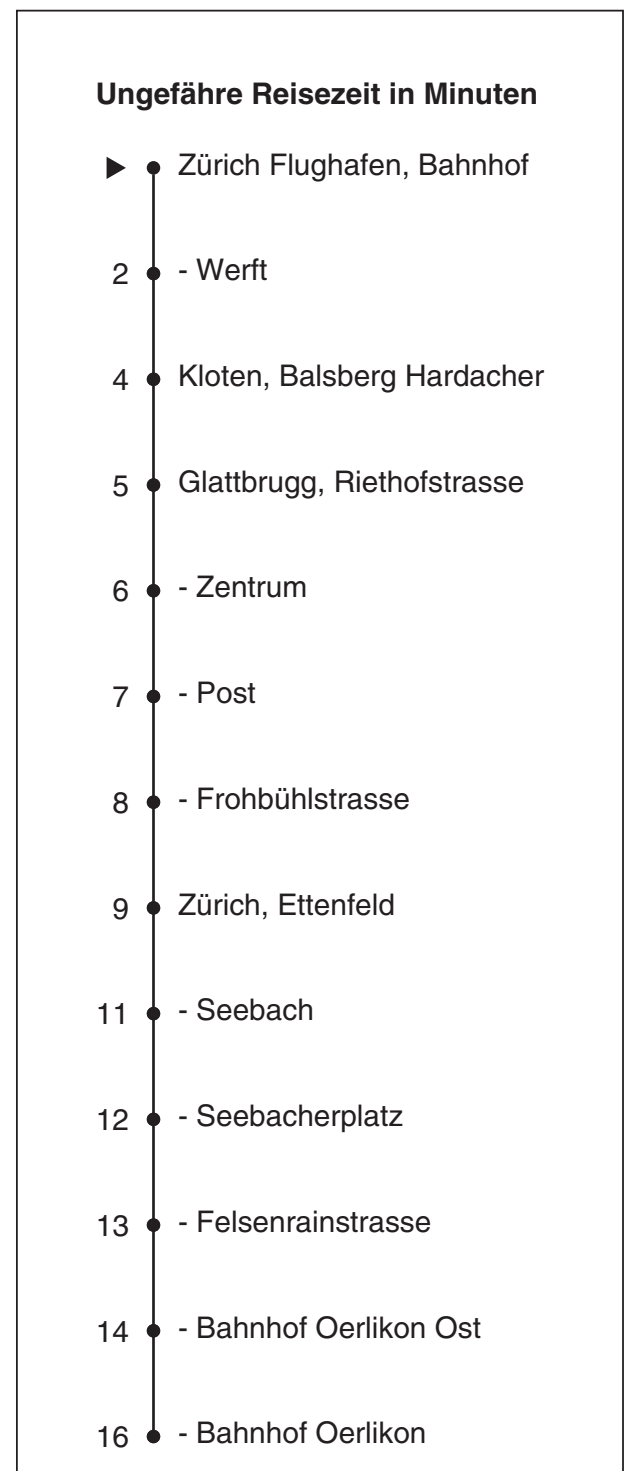 Ungefähre Reisezeit in Minuten
Zürich Flughafen, Bahnhof
2 - Werft
4 Kloten, Balsberg Hardacher
5 Glattbrugg, Riethofstrasse
6 - Zentrum
7 - Post
8 - Frohbühlstrasse
9 Zürich, Ettenfeld
11 - Seebach
12 - Seebacherplatz
13 - Felsenrainstrasse
14 - Bahnhof Oerlikon Ost
16 - Bahnhof Oerlikon